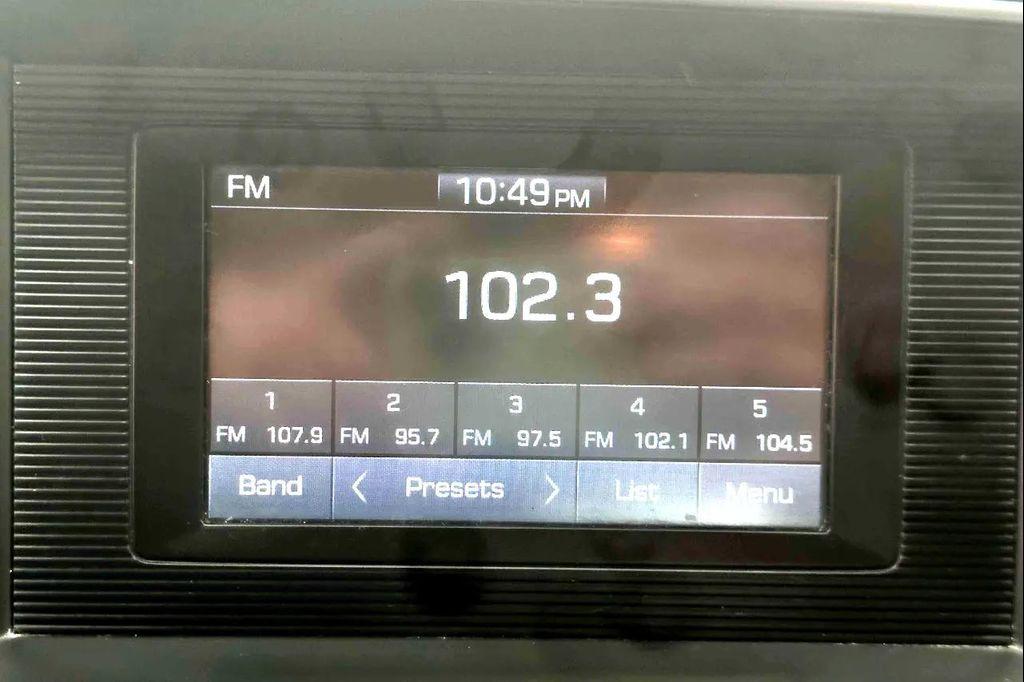 FM 10:49 PM
102.3
1 2 3 4 5
FM 107.9 FM 95.7 FM 97.5 FM 102.1 FM 104.5
Band < Presets > List Menu